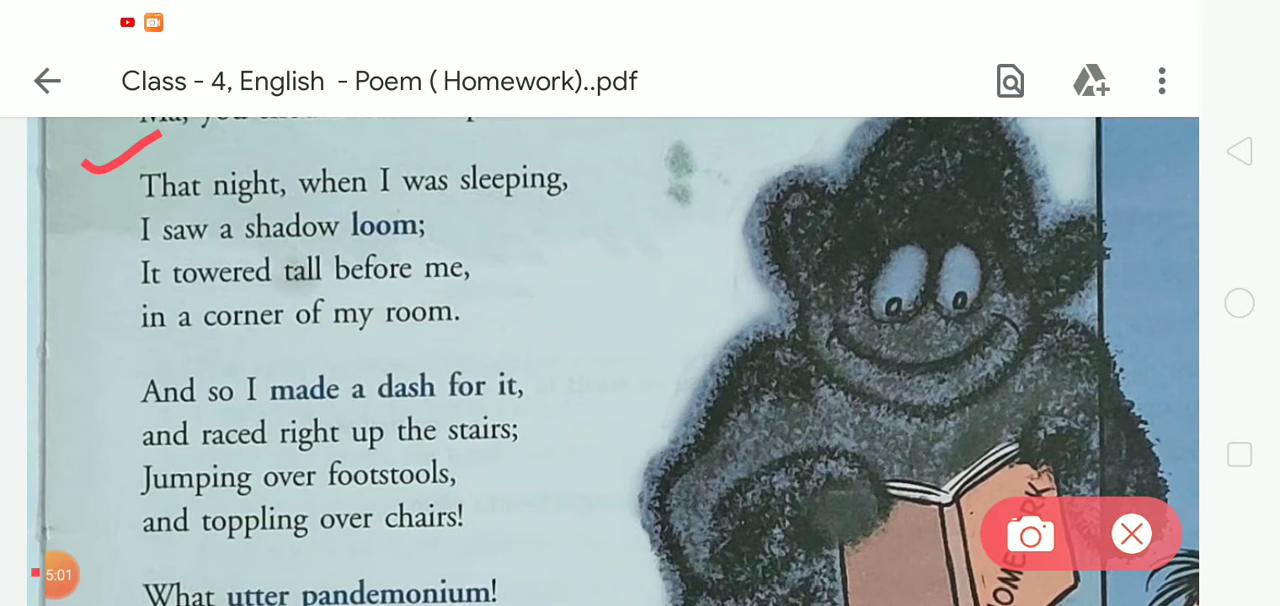 Class - 4, English - Poem ( Homework)..pdf
That night, when I was sleeping,
I saw a shadow loom;
It towered tall before me,
in a corner of my room.
And so I made a dash for it,
and raced right up the stairs;
Jumping over footstools,
and toppling over chairs!
What utter pandemonium!
5:01